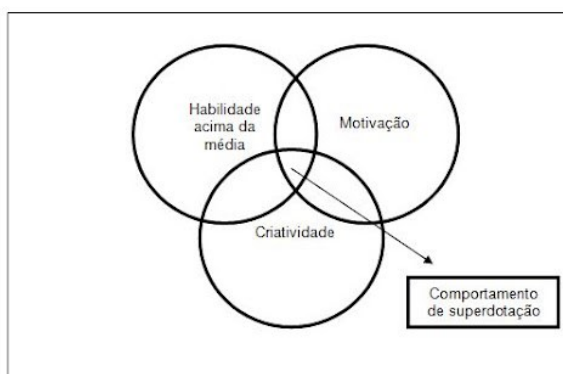 Habilidade
acima da
média
Motivação
Criatividade
Comportamento
de superdotação